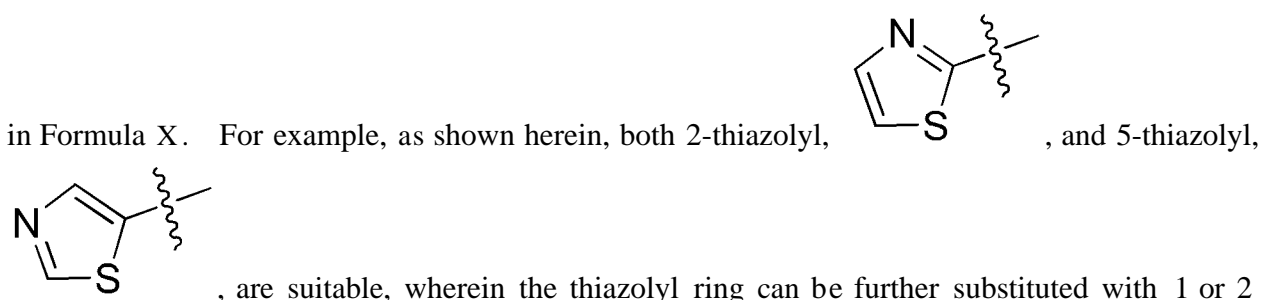 N
S
in Formula X. For example, as shown herein, both 2-thiazolyl, , and 5-thiazolyl,
N
S
, are suitable, wherein the thiazolyl ring can be further substituted with 1 or 2